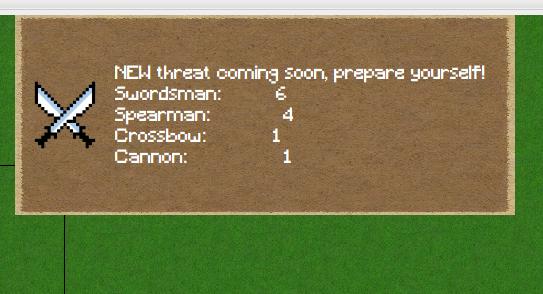 NEW threat coming soon, prepare yourself!
Swordsman: 6
Spearman: 4
Crossbow: 1
Cannon: 1